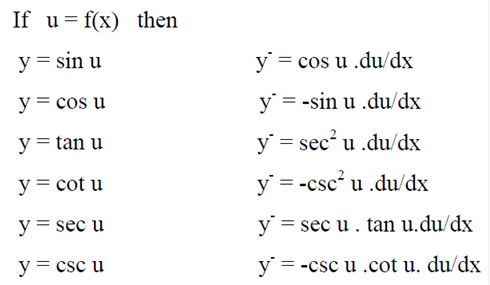 If u = f(x) then
y = sin u y⁻ = cos u .du/dx
y = cos u y⁻ = -sin u .du/dx
y = tan u y⁻ = sec² u .du/dx
y = cot u y⁻ = -csc² u .du/dx
y = sec u y⁻ = sec u . tan u.du/dx
y = csc u y⁻ = -csc u .cot u. du/dx